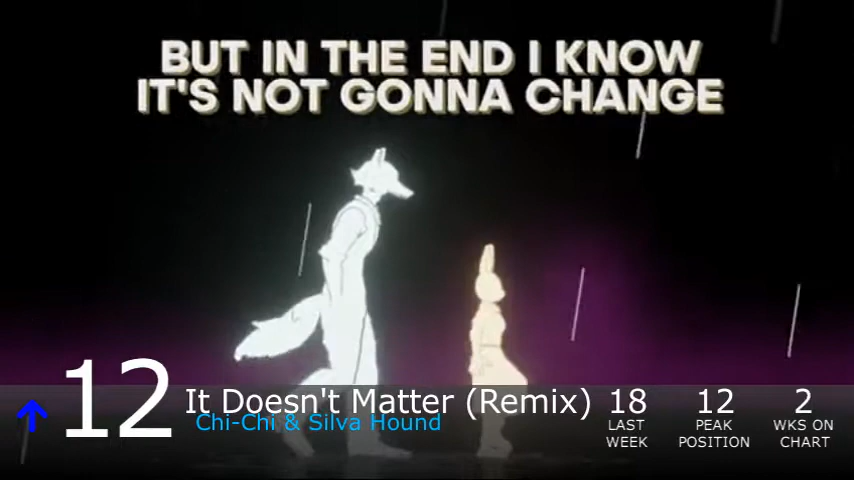 BUT IN THE END I KNOW
IT'S NOT GONNA CHANGE
12
It Doesn't Matter (Remix)
Chi-Chi & Silva Hound
18
LAST
WEEK
12
PEAK
POSITION
2
WKS ON
CHART